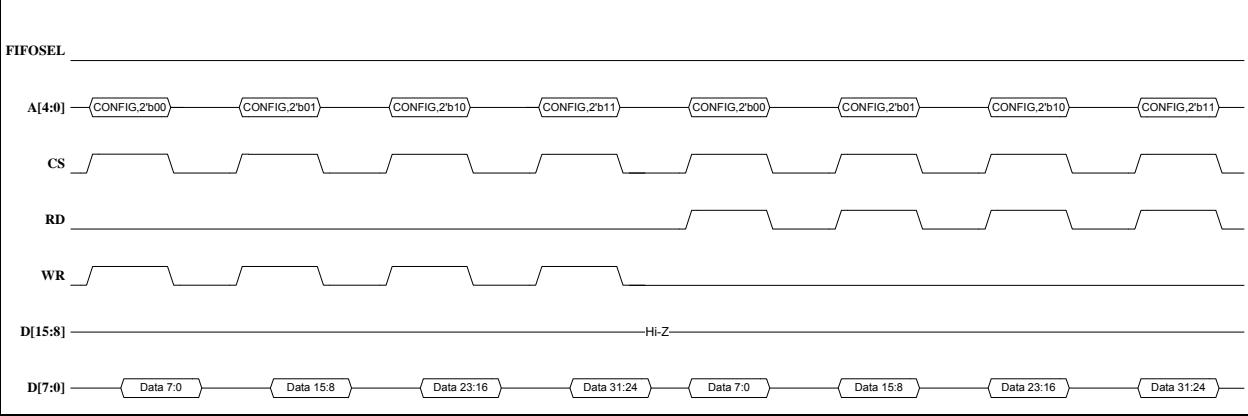 FIFOSEL
A[4:0] CONFIG,2'b00 CONFIG,2'b01 CONFIG,2'b10 CONFIG,2'b11 CONFIG,2'b00 CONFIG,2'b01 CONFIG,2'b10 CONFIG,2'b11
CS
RD
WR
D[15:8] Hi-Z
D[7:0] Data 7:0 Data 15:8 Data 23:16 Data 31:24 Data 7:0 Data 15:8 Data 23:16 Data 31:24